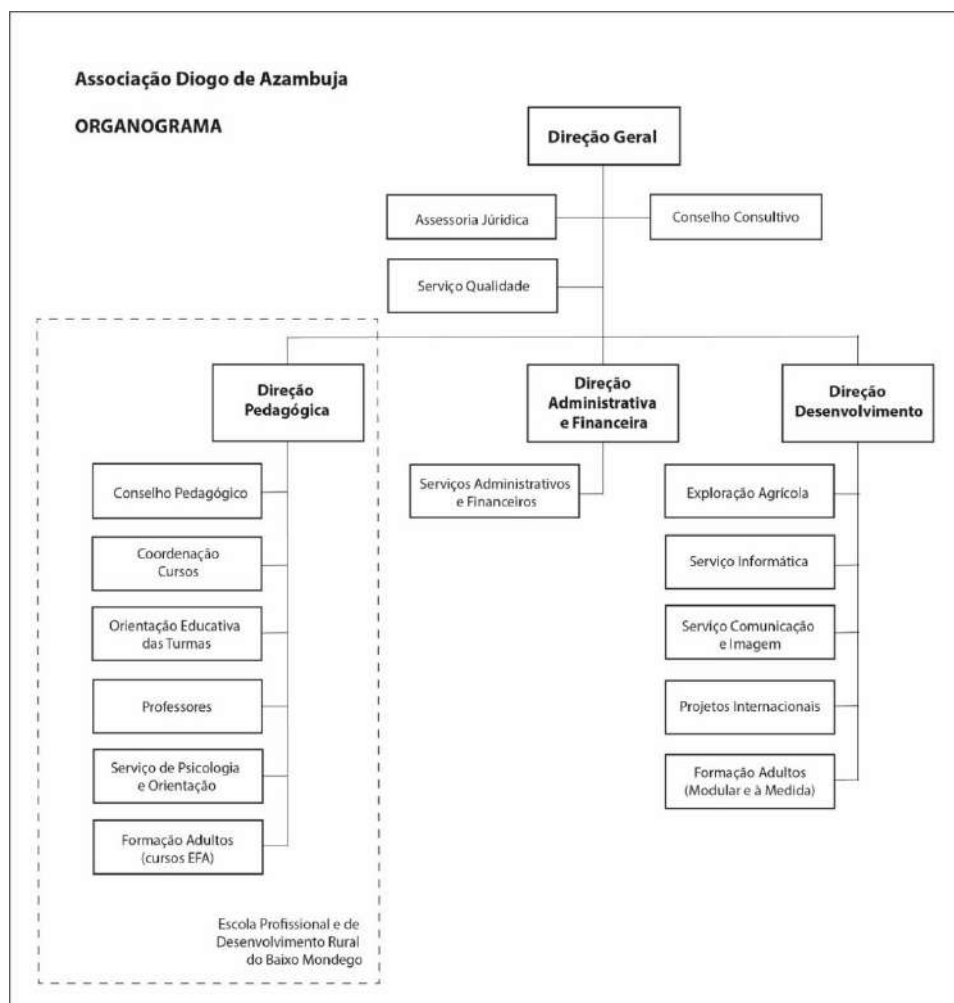 Associação Diogo de Azambuja
ORGANOGRAMA
Direção Geral
Assessoria Júridica
Conselho Consultivo
Serviço Qualidade
Direção
Pedagógica
Direção
Administrativa
e Financeira
Direção
Desenvolvimento
Conselho Pedagógico
Coordenação
Cursos
Orientação Educativa
das Turmas
Professores
Serviço de Psicologia
e Orientação
Formação Adultos
(cursos EFA)
Escola Profissional e de
Desenvolvimento Rural
do Baixo Mondego
Serviços Administrativos
e Financeiros
Exploração Agrícola
Serviço Informática
Serviço Comunicação
e Imagem
Projetos Internacionais
Formação Adultos
(Modular e à Medida)